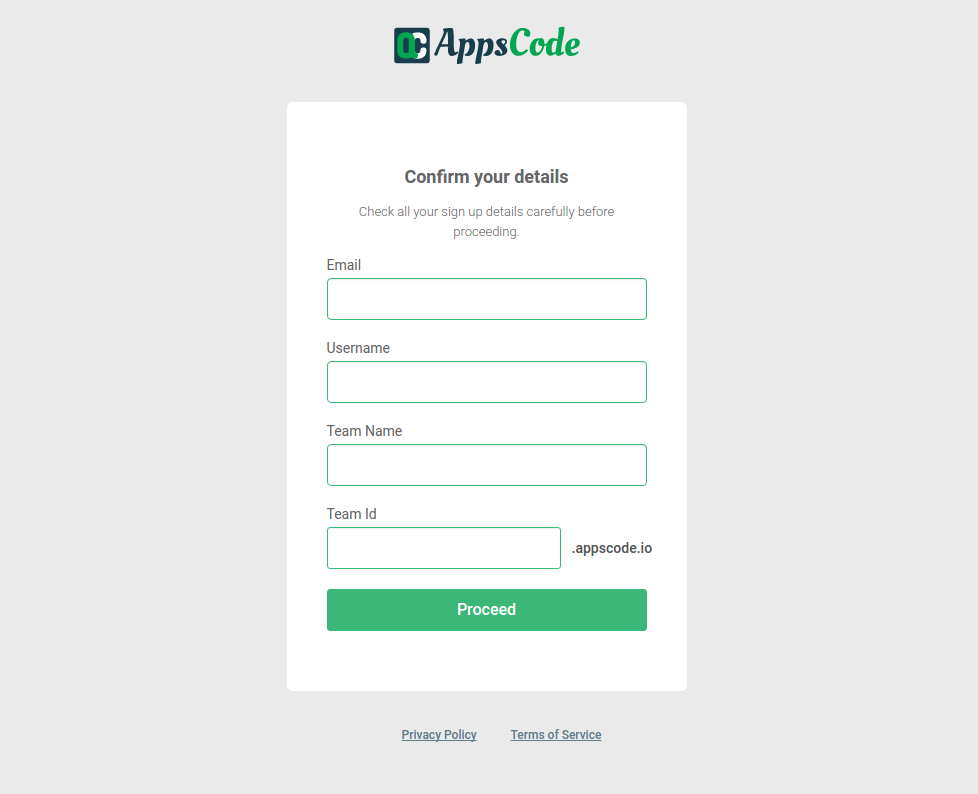 AppsCode
Confirm your details
Check all your sign up details carefully before
proceeding.
Email
Username
Team Name
Team Id
.appscode.io
Proceed
Privacy Policy Terms of Service